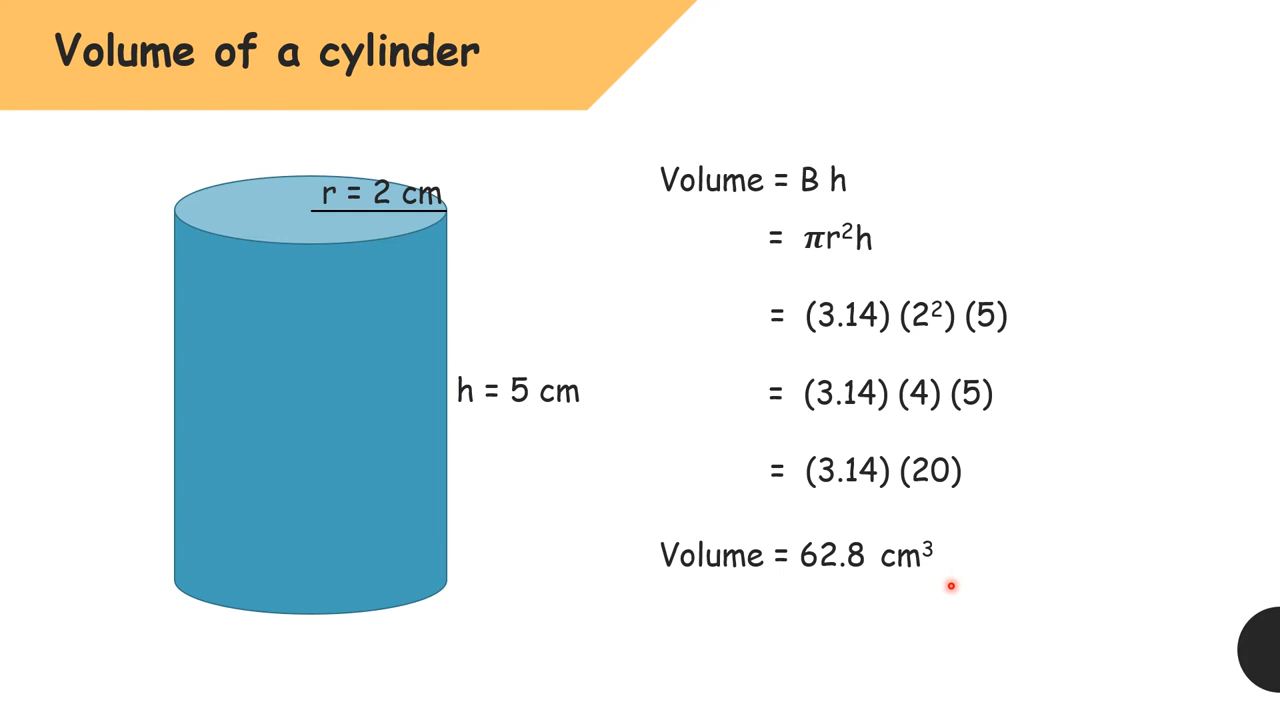 Volume of a cylinder
r = 2 cm
h = 5 cm
Volume = B h
= 𝝅r²h
= (3.14) (2²) (5)
= (3.14) (4) (5)
= (3.14) (20)
Volume = 62.8 cm³